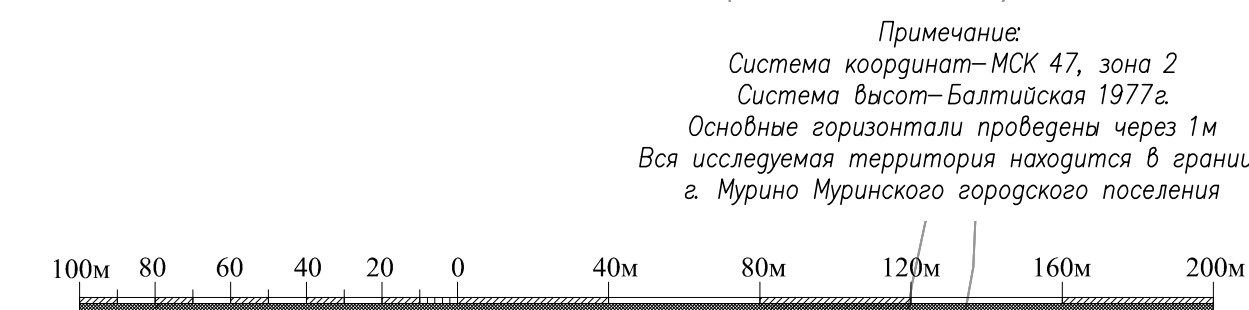 Примечание:
Система координат–МСК 47, зона 2
Система высот–Балтийская 1977г.
Основные горизонтали проведены через 1м
Вся исследуемая территория находится в
г. Мурино Муринского городского поселения
100м 80 60 40 20 0 40м 80м 120м 160м 200м